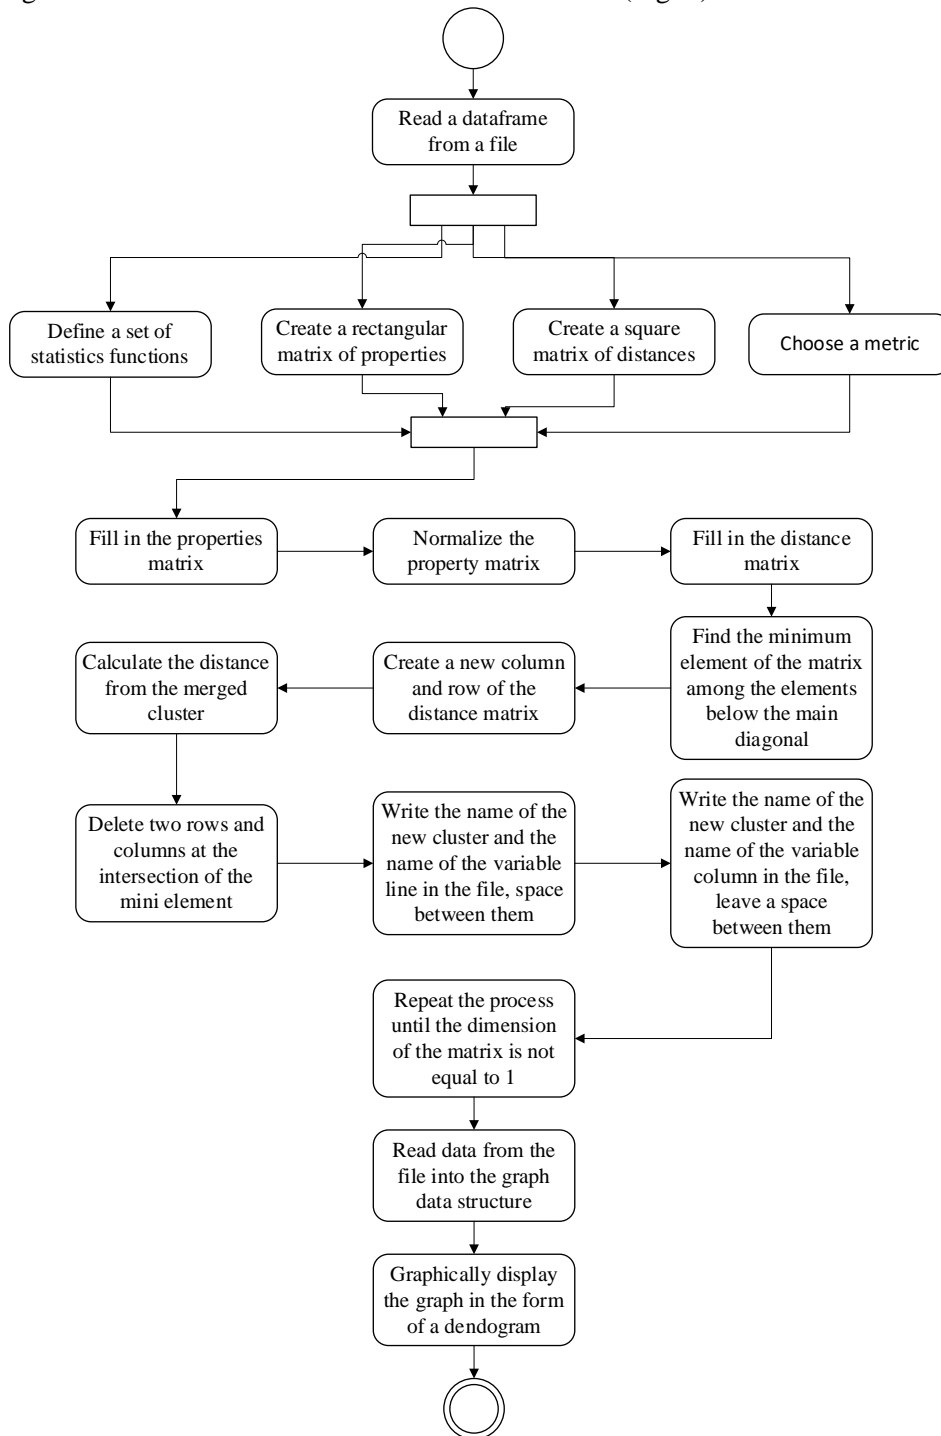 Read a dataframe
from a file
Define a set of
statistics functions
Create a rectangular
matrix of properties
Create a square
matrix of distances
Choose a metric
Fill in the properties
matrix
Normalize the
property matrix
Fill in the distance
matrix
Find the minimum
element of the matrix
among the elements
below the main
diagonal
Create a new column
and row of the
distance matrix
Calculate the distance
from the merged
cluster
Delete two rows and
columns at the
intersection of the
mini element
Write the name of the
new cluster and the
name of the variable
line in the file, space
between them
Write the name of the
new cluster and the
name of the variable
column in the file,
leave a space
between them
Repeat the process
until the dimension
of the matrix is not
equal to 1
Read data from the
file into the graph
data structure
Graphically display
the graph in the form
of a dendogram